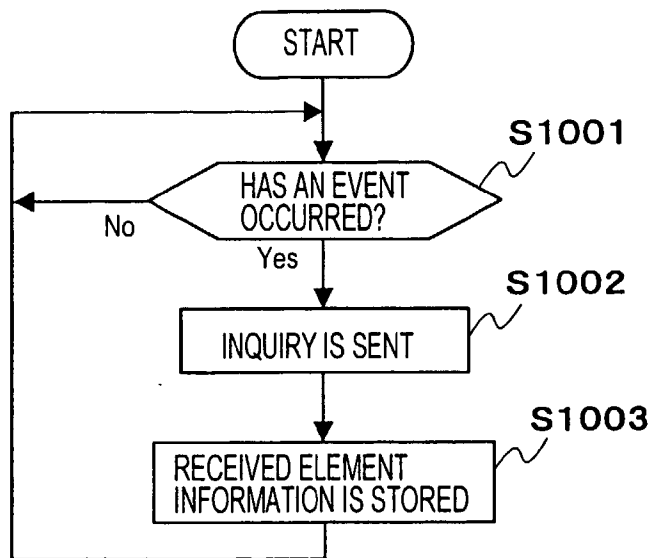 START
S1001
HAS AN EVENT
OCCURRED?
No
Yes
S1002
INQUIRY IS SENT
S1003
RECEIVED ELEMENT
INFORMATION IS STORED